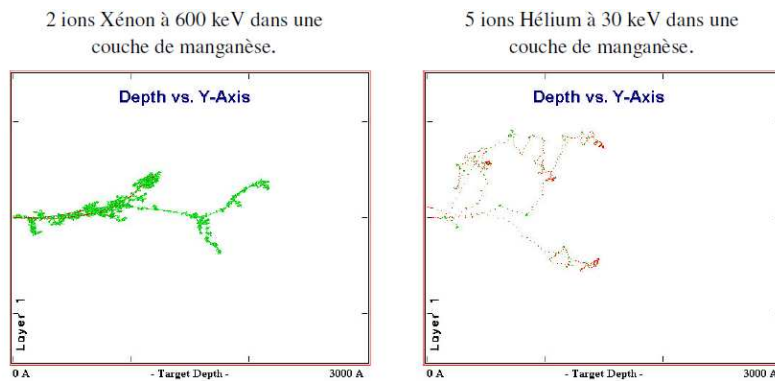 2 ions Xénon à 600 keV dans une
couche de manganèse.
Depth vs. Y-Axis
Layer 1
0 A - Target Depth - 3000 A
5 ions Hélium à 30 keV dans une
couche de manganèse.
Depth vs. Y-Axis
Layer 1
0 A - Target Depth - 3000 A